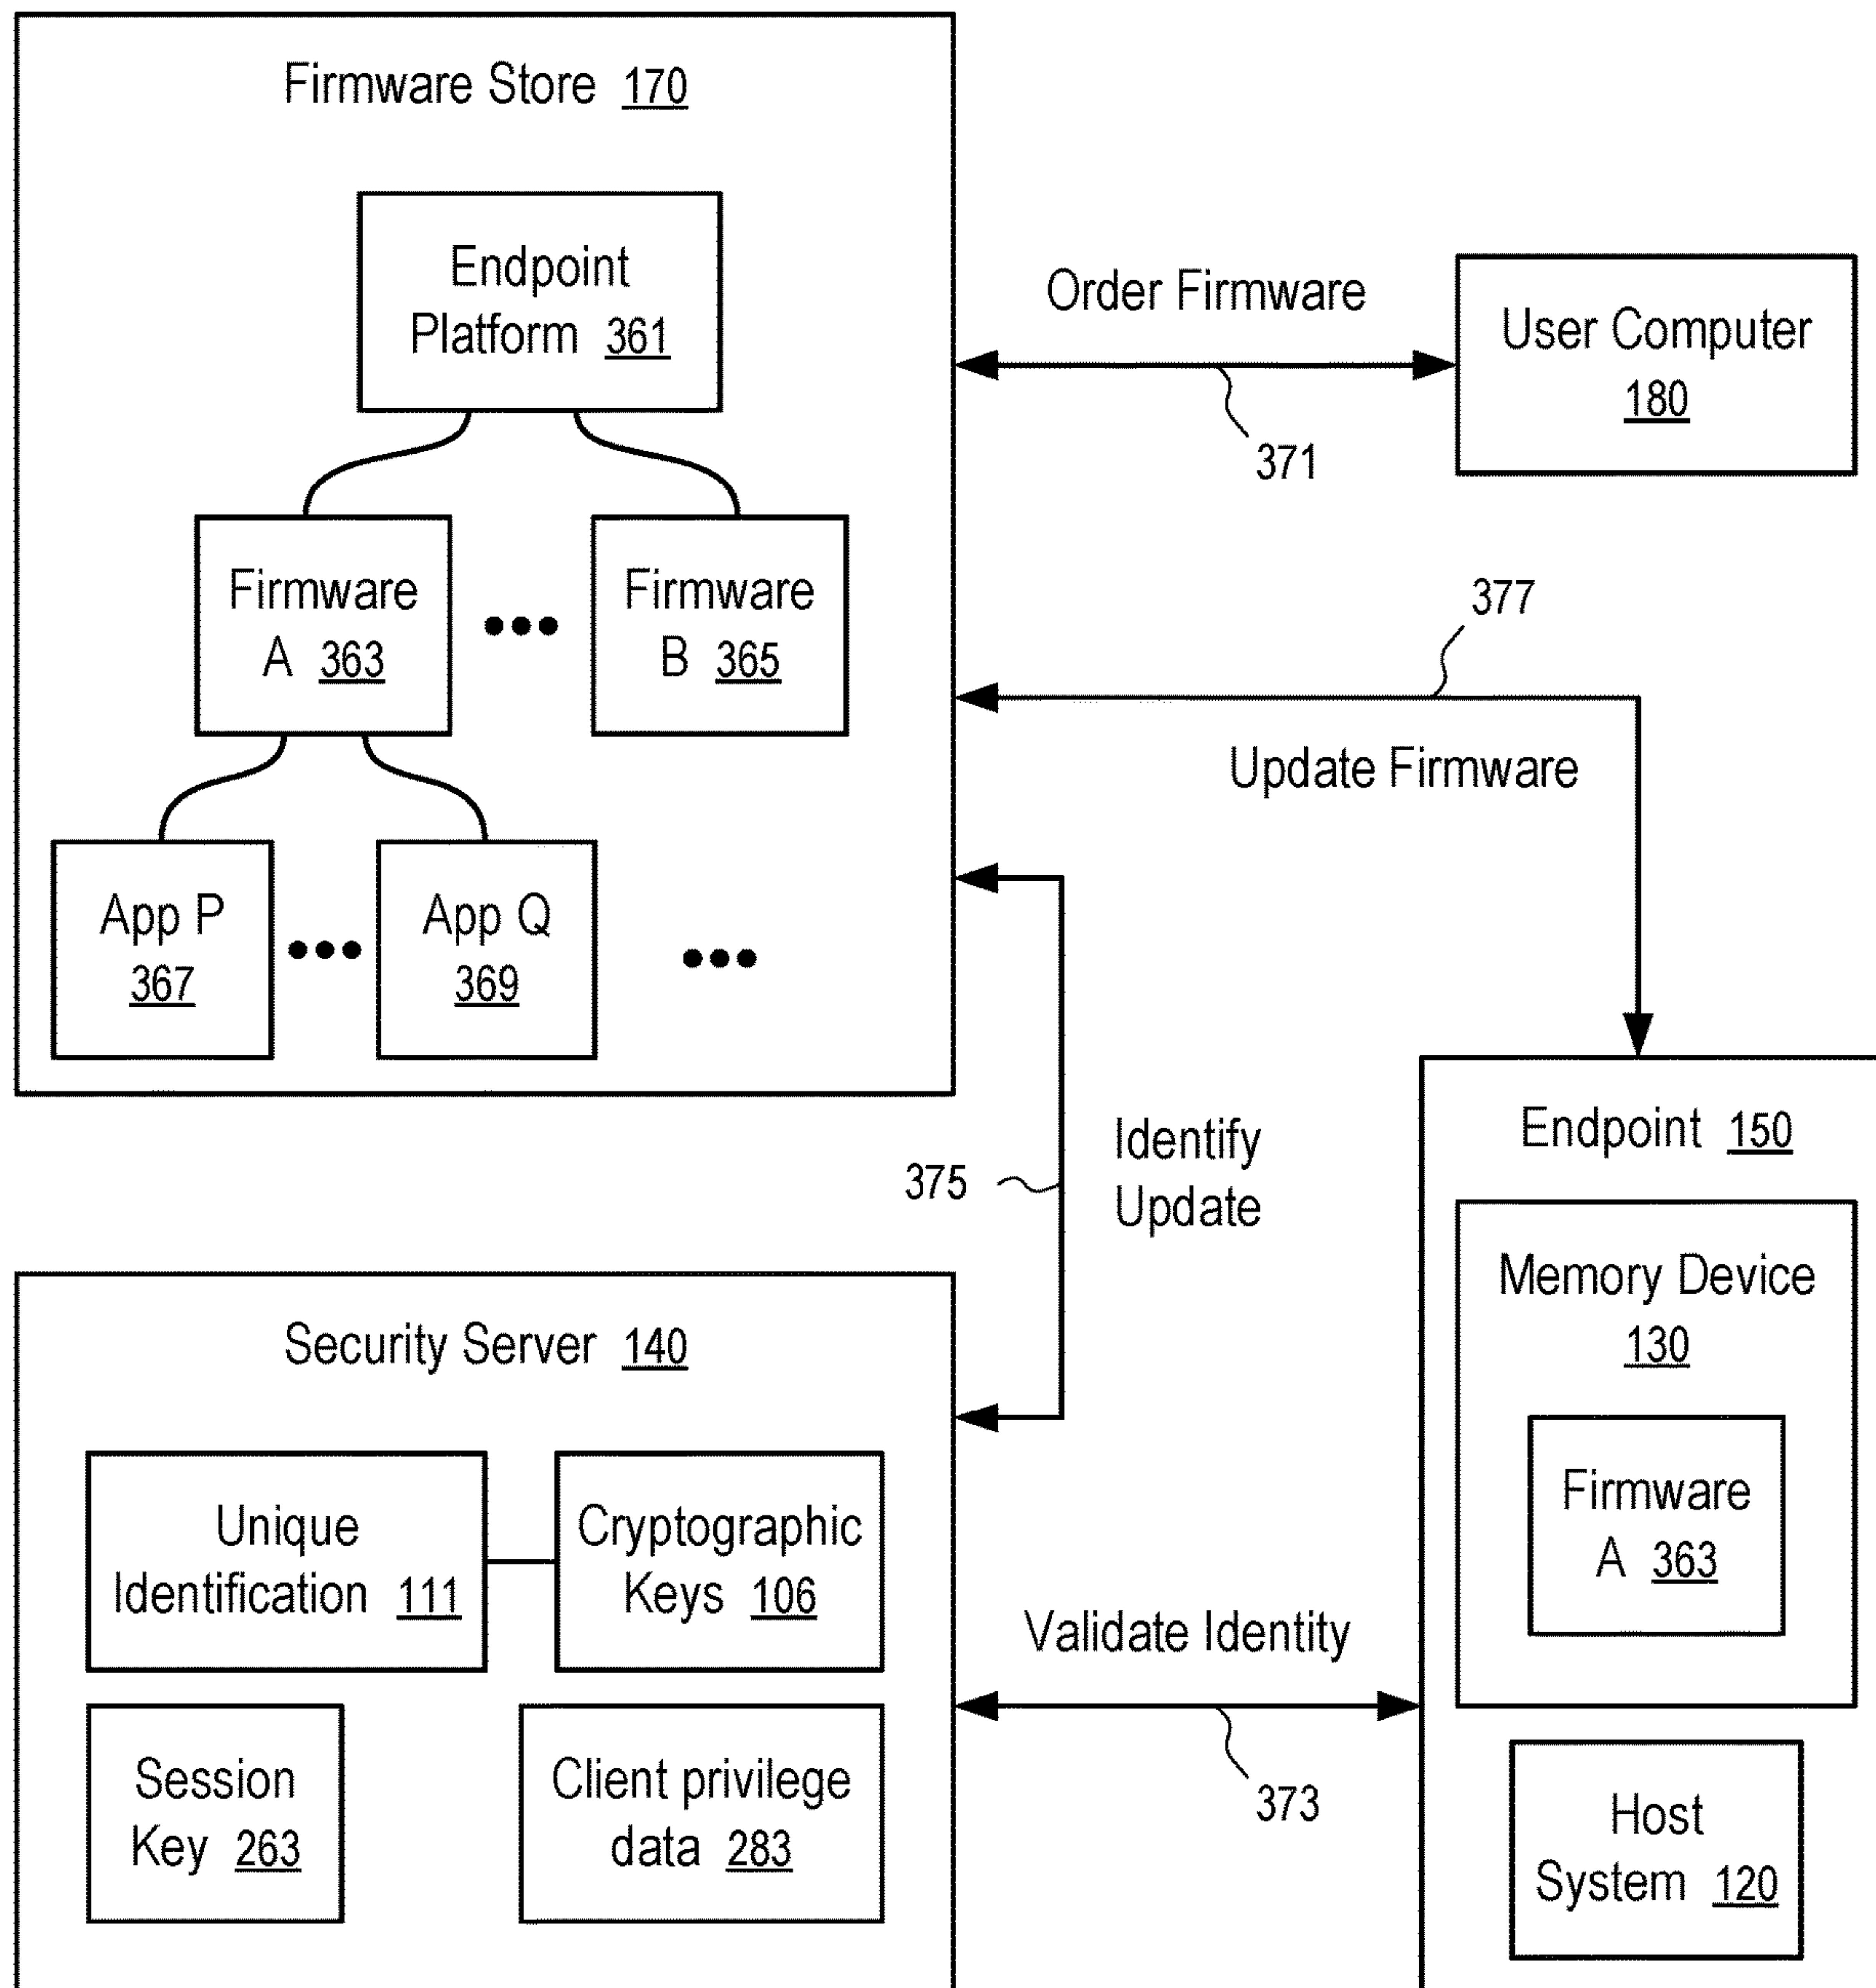 Firmware Store 170
Endpoint
Platform 361
Firmware
A 363
Firmware
B 365
App P
367
App Q
369
Order Firmware
371
User Computer
180
377
Update Firmware
375
Identify
Update
Endpoint 150
Memory Device
130
Firmware
A 363
Host
System 120
Security Server 140
Unique
Identification 111
Cryptographic
Keys 106
Session
Key 263
Client privilege
data 283
Validate Identity
373